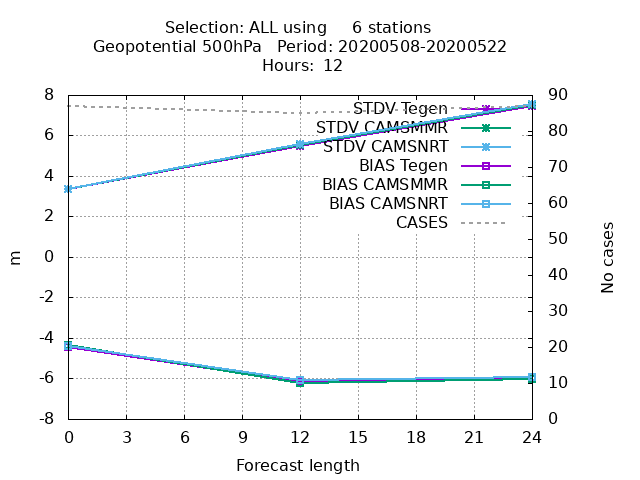 Selection: ALL using     6 stations
Geopotential 500hPa   Period: 20200508-20200522
Hours: 12
8
6
4
2
0
-2
-4
-6
-8
m
90
80
70
60
50
40
30
20
10
0
No cases
STDV Tegen
STDV CAMSMMR
STDV CAMSNRT
BIAS Tegen
BIAS CAMSMMR
BIAS CAMSNRT
CASES
0 3 6 9 12 15 18 21 24
Forecast length